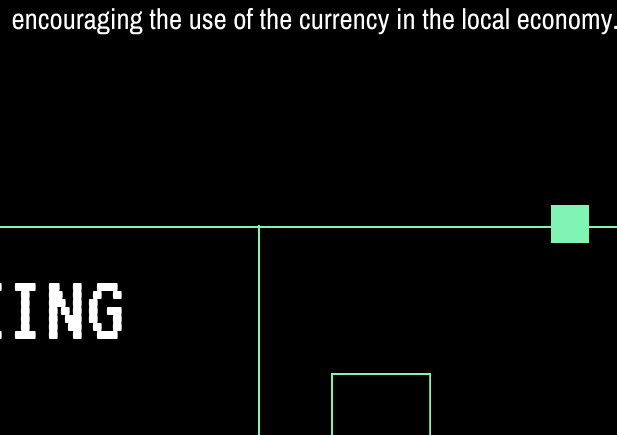 encouraging the use of the currency in the local economy.
ING